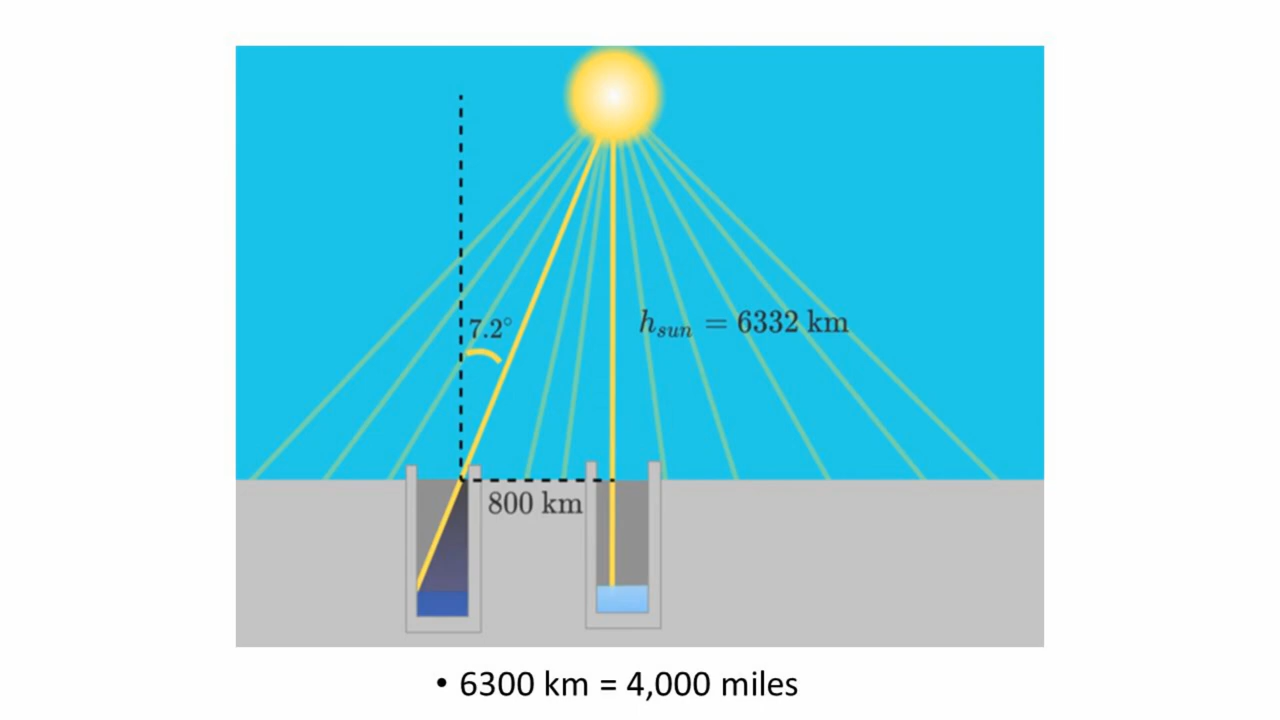 7.2°
h_sun = 6332 km
800 km
• 6300 km = 4,000 miles